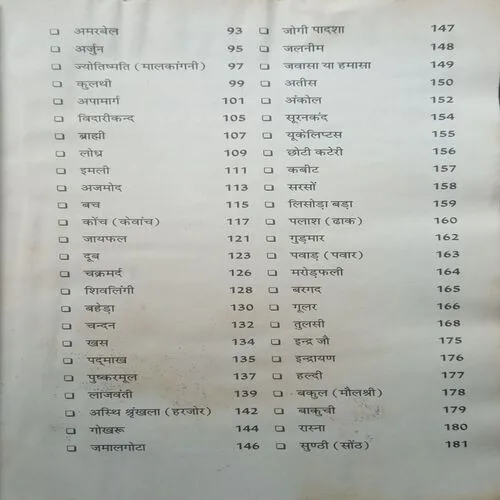 ❑ अमरबेल 93
❑ अर्जुन 95
❑ ज्योतिष्मति (मालकांगनी) 97
❑ कुलथी 99
❑ अपामार्ग 101
❑ विदारीकन्द 105
❑ ब्राह्मी 107
❑ लोध्र 109
❑ इमली 111
❑ अजमोद 113
❑ बच 115
❑ कोंच (केवांच) 117
❑ जायफल 121
❑ दूब 123
❑ चक्रमर्द 126
❑ शिवलिंगी 128
❑ बहेड़ा 130
❑ चन्दन 132
❑ खस 134
❑ पद्माख 135
❑ पुष्करमूल 137
❑ लाजवंती 139
❑ अस्थि श्रृंखला (हरजोर) 142
❑ गोखरू 144
❑ जमालगोटा 146
❑ जोगी पादशा 147
❑ जलनीम 148
❑ जवासा या हमासा 149
❑ अतीस 150
❑ अंकोल 152
❑ सूरनकंद 154
❑ यूकेलिप्टस 155
❑ छोटी कटेरी 156
❑ कबीट 157
❑ सरसों 158
❑ लिसोड़ा बड़ा 159
❑ पलाश (ढाक) 160
❑ गुड़मार 162
❑ पवाड़ (पवार) 163
❑ मरोड़फली 164
❑ बरगद 165
❑ गूलर 166
❑ तुलसी 168
❑ इन्द्र जौ 175
❑ इन्द्रायण 176
❑ हल्दी 177
❑ बकुल (मौलश्री) 178
❑ बाकुची 179
❑ रास्ना 180
❑ सुण्ठी (सोंठ) 181